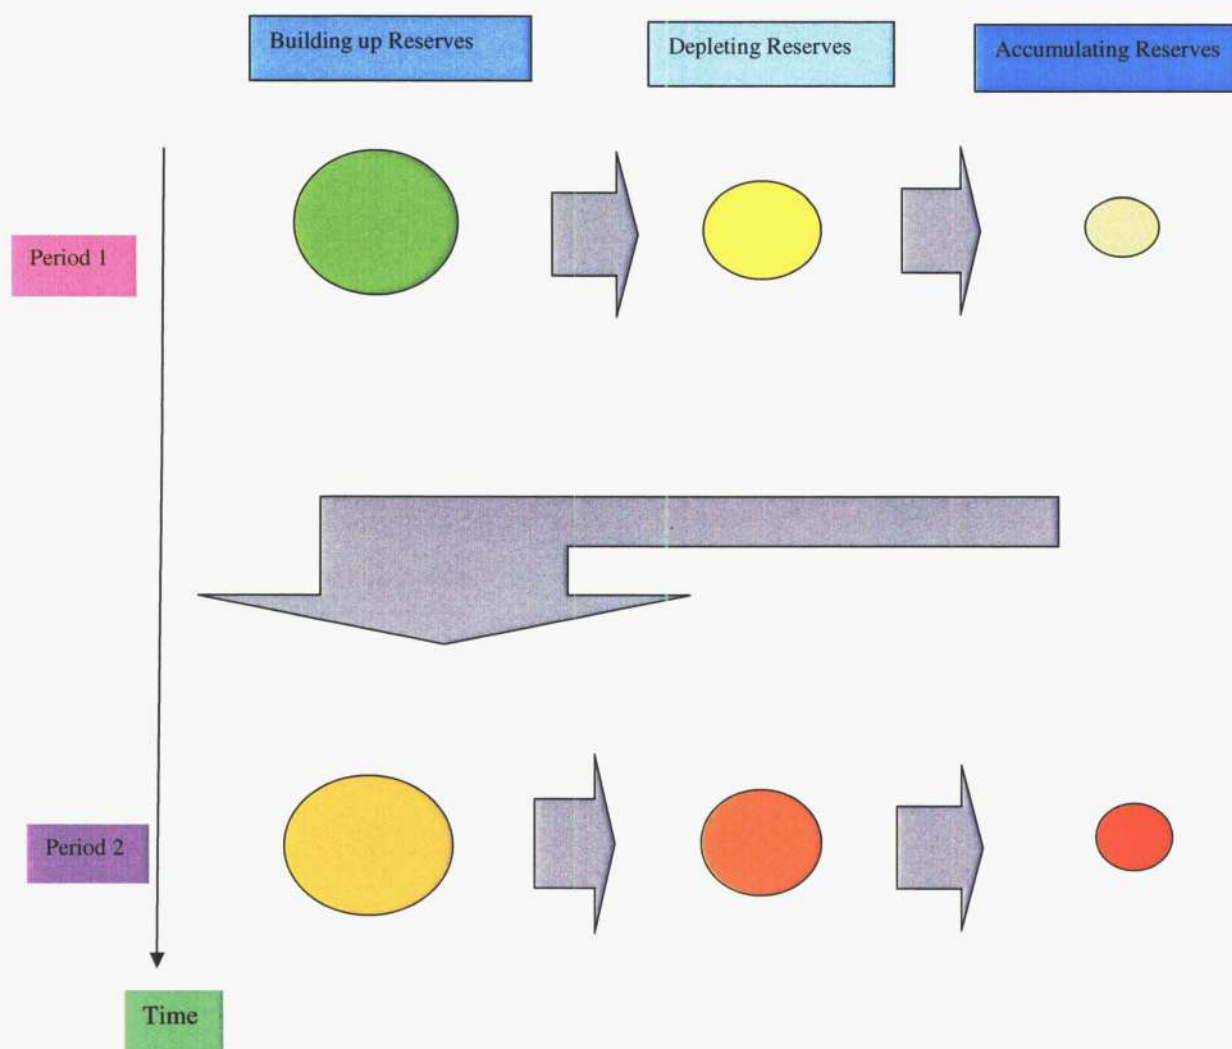 Building up Reserves
Depleting Reserves
Accumulating Reserves
Period 1
Period 2
Time